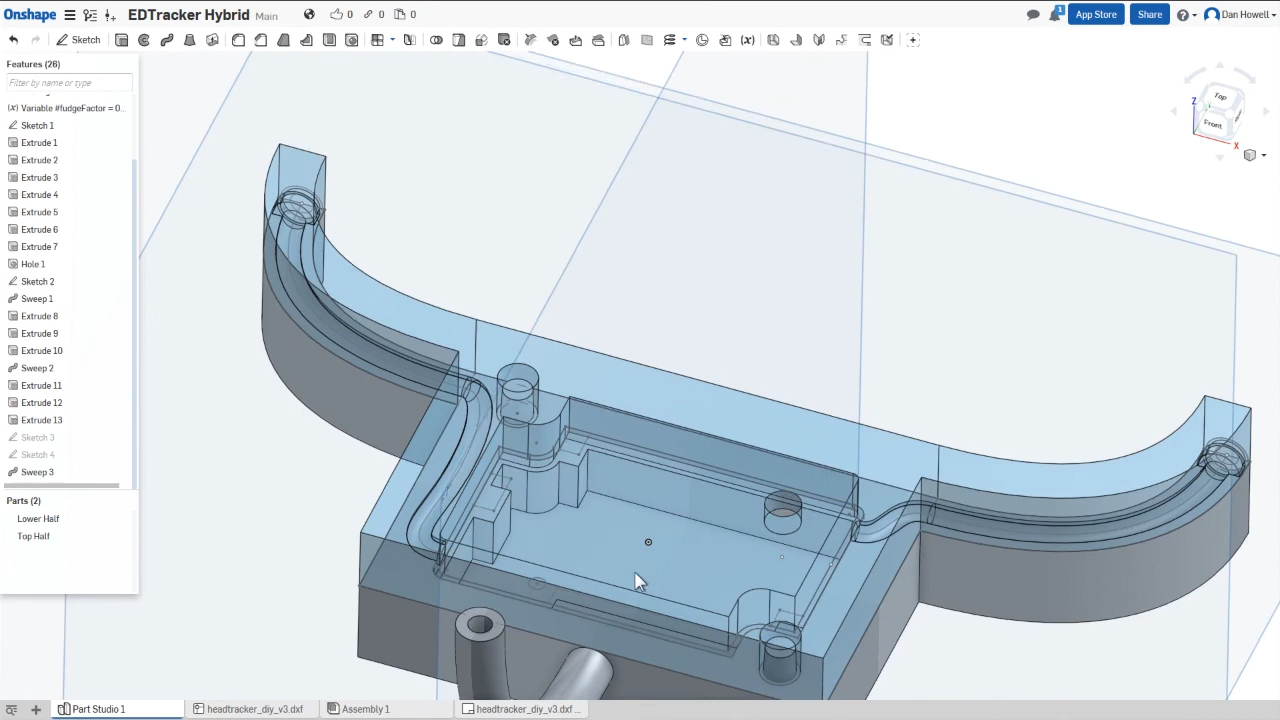 Onshape EDTracker Hybrid Main 0 0 0 1 App Store Share Dan Howell
Sketch (x)
Features (26)
Filter by name or type
(x) Variable #fudgeFactor = 0...
Sketch 1
Extrude 1
Extrude 2
Extrude 3
Extrude 4
Extrude 5
Extrude 6
Extrude 7
Hole 1
Sketch 2
Sweep 1
Extrude 8
Extrude 9
Extrude 10
Sweep 2
Extrude 11
Extrude 12
Extrude 13
Sketch 3
Sketch 4
Sweep 3
Parts (2)
Lower Half
Top Half
Z Top
Front
X
Part Studio 1 headtracker_diy_v3.dxf Assembly 1 headtracker_diy_v3.dxf ...